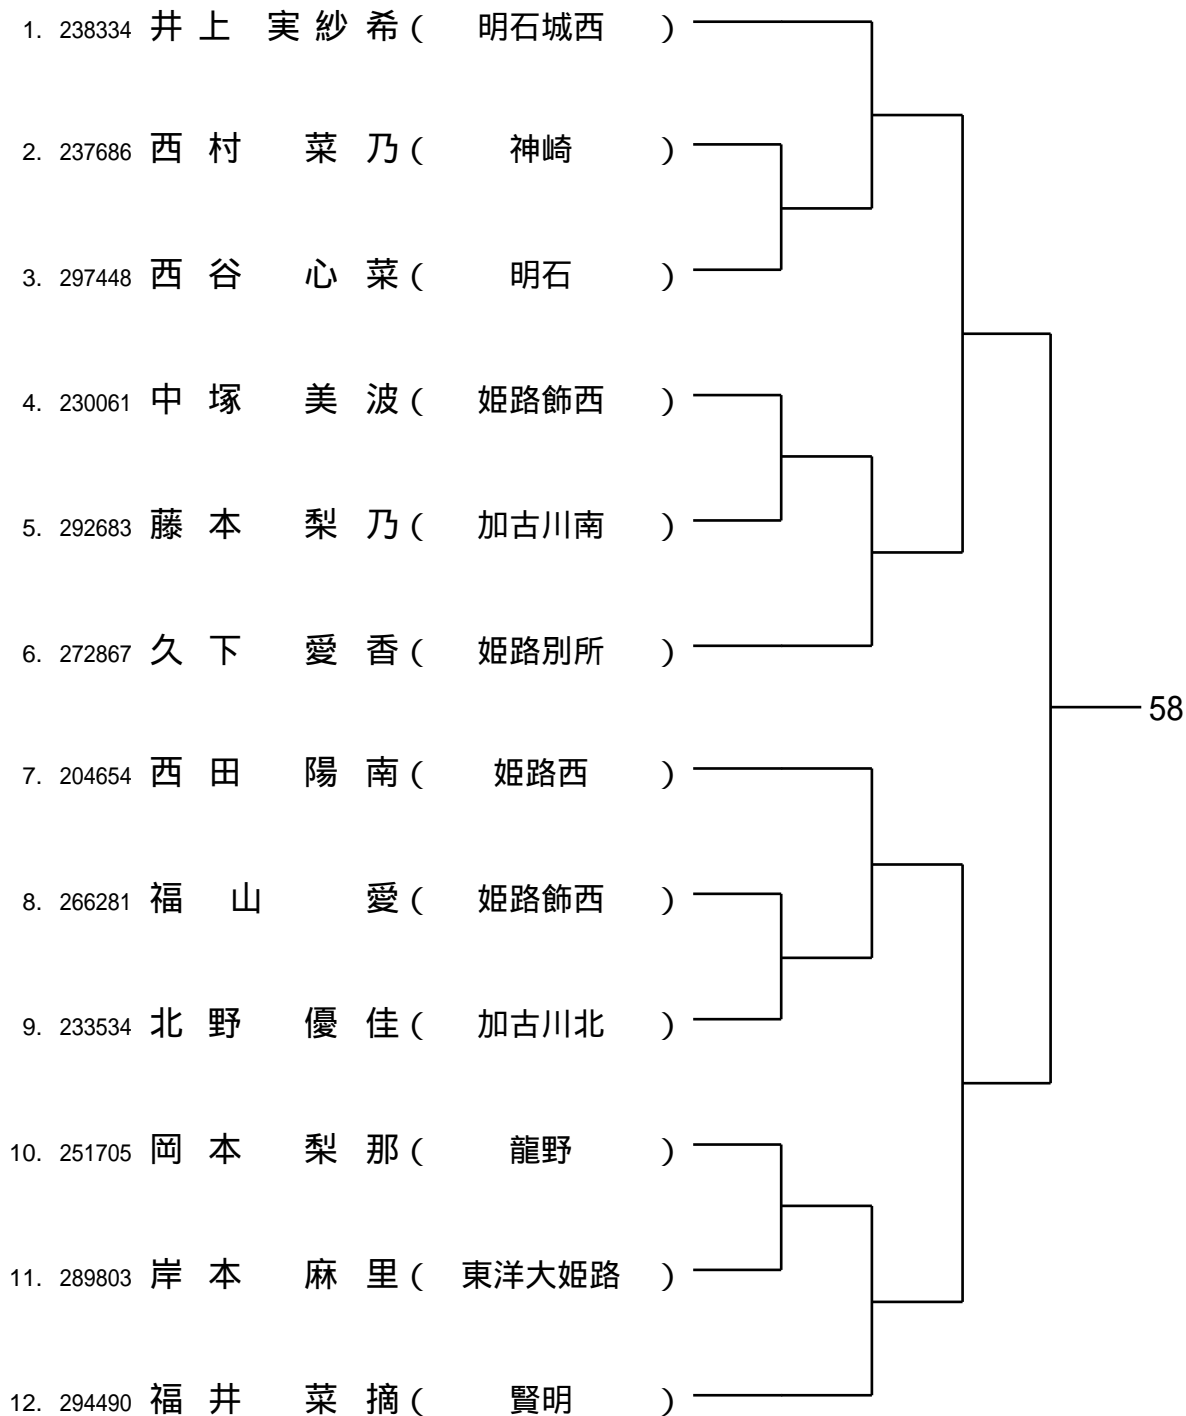 1. 238334 井上 実紗希 ( 明石城西 )
2. 237686 西村 菜乃 ( 神崎 )
3. 297448 西谷 心菜 ( 明石 )
4. 230061 中塚 美波 ( 姫路飾西 )
5. 292683 藤本 梨乃 ( 加古川南 )
6. 272867 久下 愛香 ( 姫路別所 )
58
7. 204654 西田 陽南 ( 姫路西 )
8. 266281 福山 愛 ( 姫路飾西 )
9. 233534 北野 優佳 ( 加古川北 )
10. 251705 岡本 梨那 ( 龍野 )
11. 289803 岸本 麻里 ( 東洋大姫路 )
12. 294490 福井 菜摘 ( 賢明 )